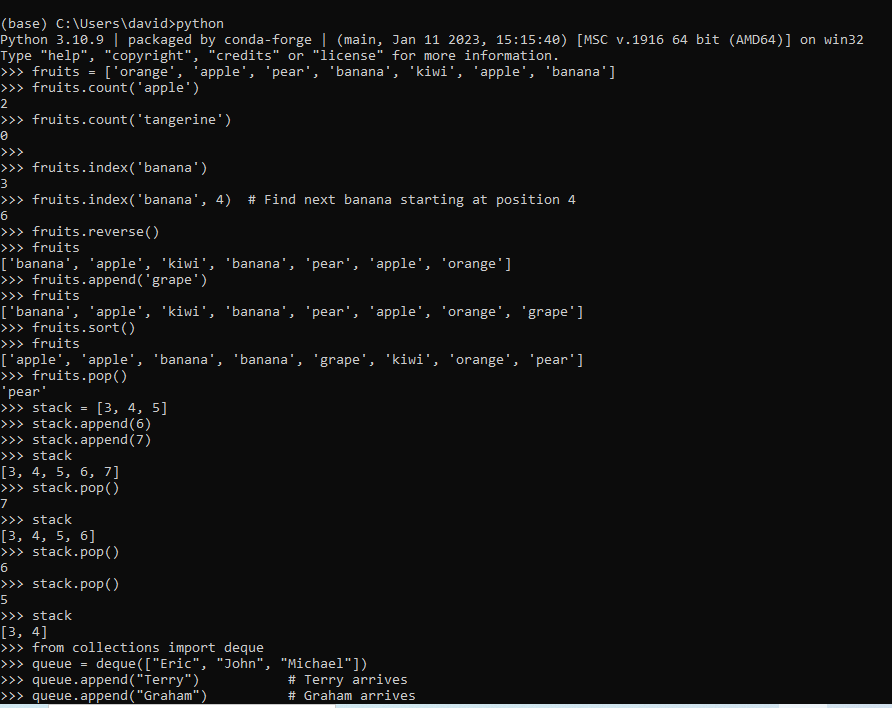 (base) C:\Users\david>python
Python 3.10.9 | packaged by conda-forge | (main, Jan 11 2023, 15:15:40) [MSC v.1916 64 bit (AMD64)] on win32
Type "help", "copyright", "credits" or "license" for more information.
>>> fruits = ['orange', 'apple', 'pear', 'banana', 'kiwi', 'apple', 'banana']
>>> fruits.count('apple')
2
>>> fruits.count('tangerine')
0
>>>
>>> fruits.index('banana')
3
>>> fruits.index('banana', 4)  # Find next banana starting at position 4
6
>>> fruits.reverse()
>>> fruits
['banana', 'apple', 'kiwi', 'banana', 'pear', 'apple', 'orange']
>>> fruits.append('grape')
>>> fruits
['banana', 'apple', 'kiwi', 'banana', 'pear', 'apple', 'orange', 'grape']
>>> fruits.sort()
>>> fruits
['apple', 'apple', 'banana', 'banana', 'grape', 'kiwi', 'orange', 'pear']
>>> fruits.pop()
'pear'
>>> stack = [3, 4, 5]
>>> stack.append(6)
>>> stack.append(7)
>>> stack
[3, 4, 5, 6, 7]
>>> stack.pop()
7
>>> stack
[3, 4, 5, 6]
>>> stack.pop()
6
>>> stack.pop()
5
>>> stack
[3, 4]
>>> from collections import deque
>>> queue = deque(["Eric", "John", "Michael"])
>>> queue.append("Terry")           # Terry arrives
>>> queue.append("Graham")          # Graham arrives